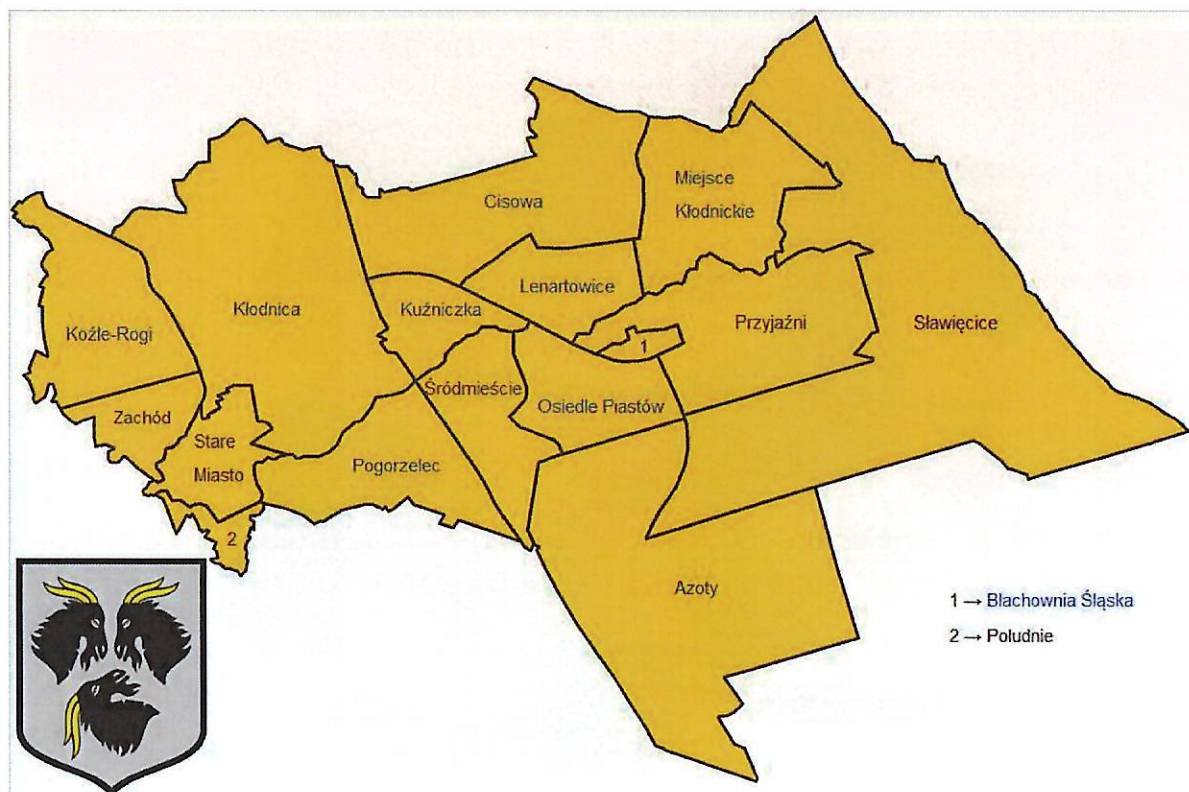 Cisowa
Miejsce
Kłodnickie
Lenartowice
Kłodnica
Kuźniczka
Przyjaźni
Sławięcice
Koźle-Rogi
1
Śródmieście
Osiedle Piastów
Zachód
Stare
Miasto
Pogorzelec
2
Azoty
1 → Blachownia Śląska
2 → Południe